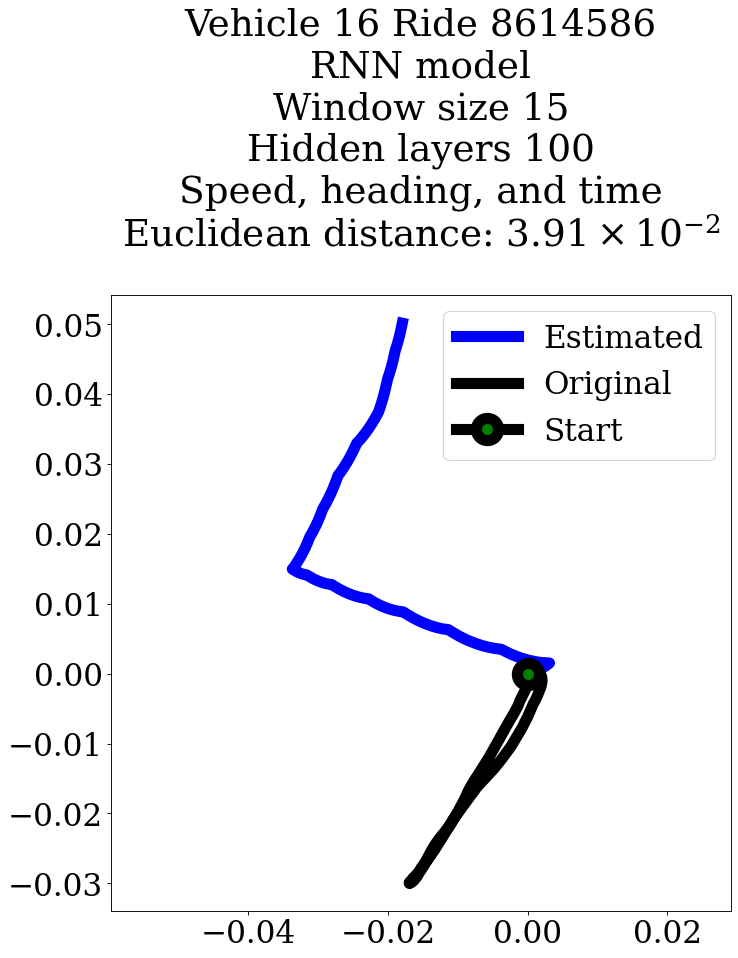 Vehicle 16 Ride 8614586
RNN model
Window size 15
Hidden layers 100
Speed, heading, and time
Euclidean distance: 3.91 × 10⁻²
Estimated
Original
Start
0.05
0.04
0.03
0.02
0.01
0.00
−0.01
−0.02
−0.03
−0.04 −0.02 0.00 0.02